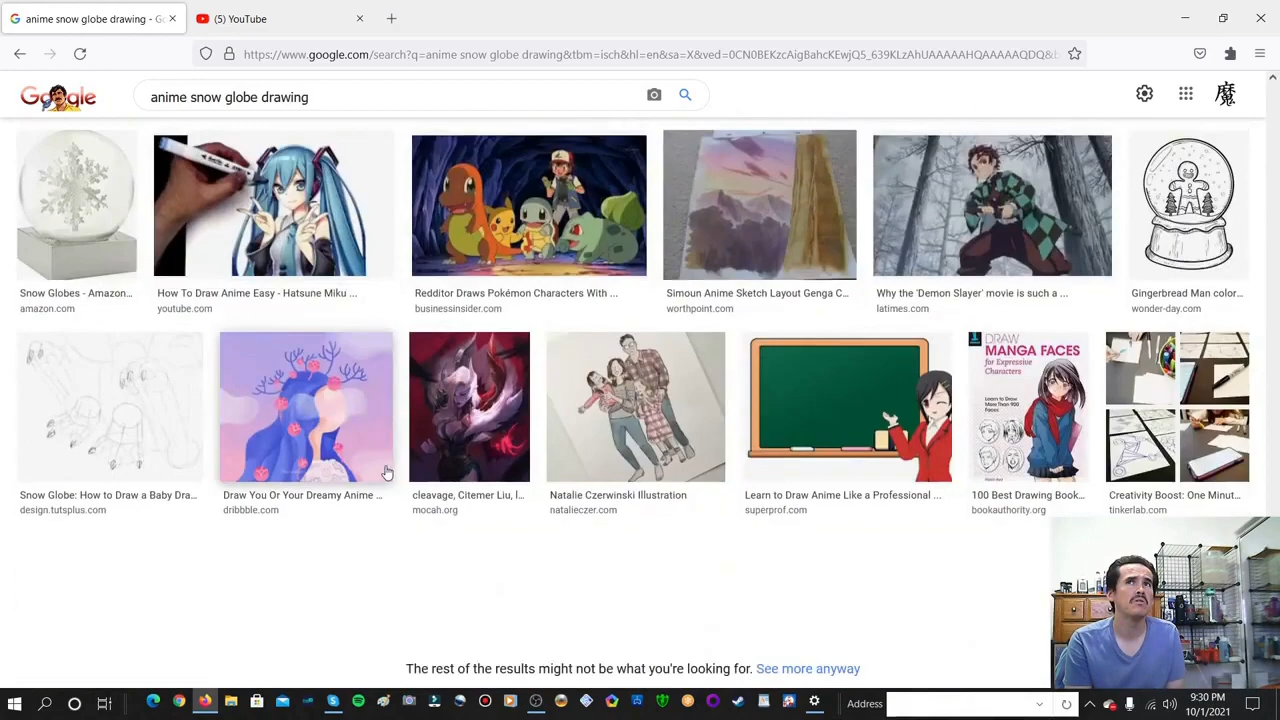 anime snow globe drawing - Go
(5) YouTube
https://www.google.com/search?q=anime snow globe drawing&tbm=isch&hl=en&sa=X&ved=0CN0BEKzcAigBahcKEwjQ5_639KLzAhUAAAAAHQAAAAAQDQ&b
Google
anime snow globe drawing
魔
Snow Globes - Amazon...
amazon.com
How To Draw Anime Easy - Hatsune Miku ...
youtube.com
Redditor Draws Pokémon Characters With ...
businessinsider.com
Simoun Anime Sketch Layout Genga C...
worthpoint.com
Why the 'Demon Slayer' movie is such a ...
latimes.com
Gingerbread Man color...
wonder-day.com
DRAW
MANGA FACES
for Expressive
Characters
Learn to Draw
More Than 900
Faces
Snow Globe: How to Draw a Baby Dra...
design.tutsplus.com
Draw You Or Your Dreamy Anime ...
dribbble.com
cleavage, Citemer Liu, l...
mocah.org
Natalie Czerwinski Illustration
natalieczer.com
Learn to Draw Anime Like a Professional ...
superprof.com
100 Best Drawing Book...
bookauthority.org
Creativity Boost: One Minut...
tinkerlab.com
The rest of the results might not be what you're looking for. See more anyway
Address
9:30 PM
10/1/2021